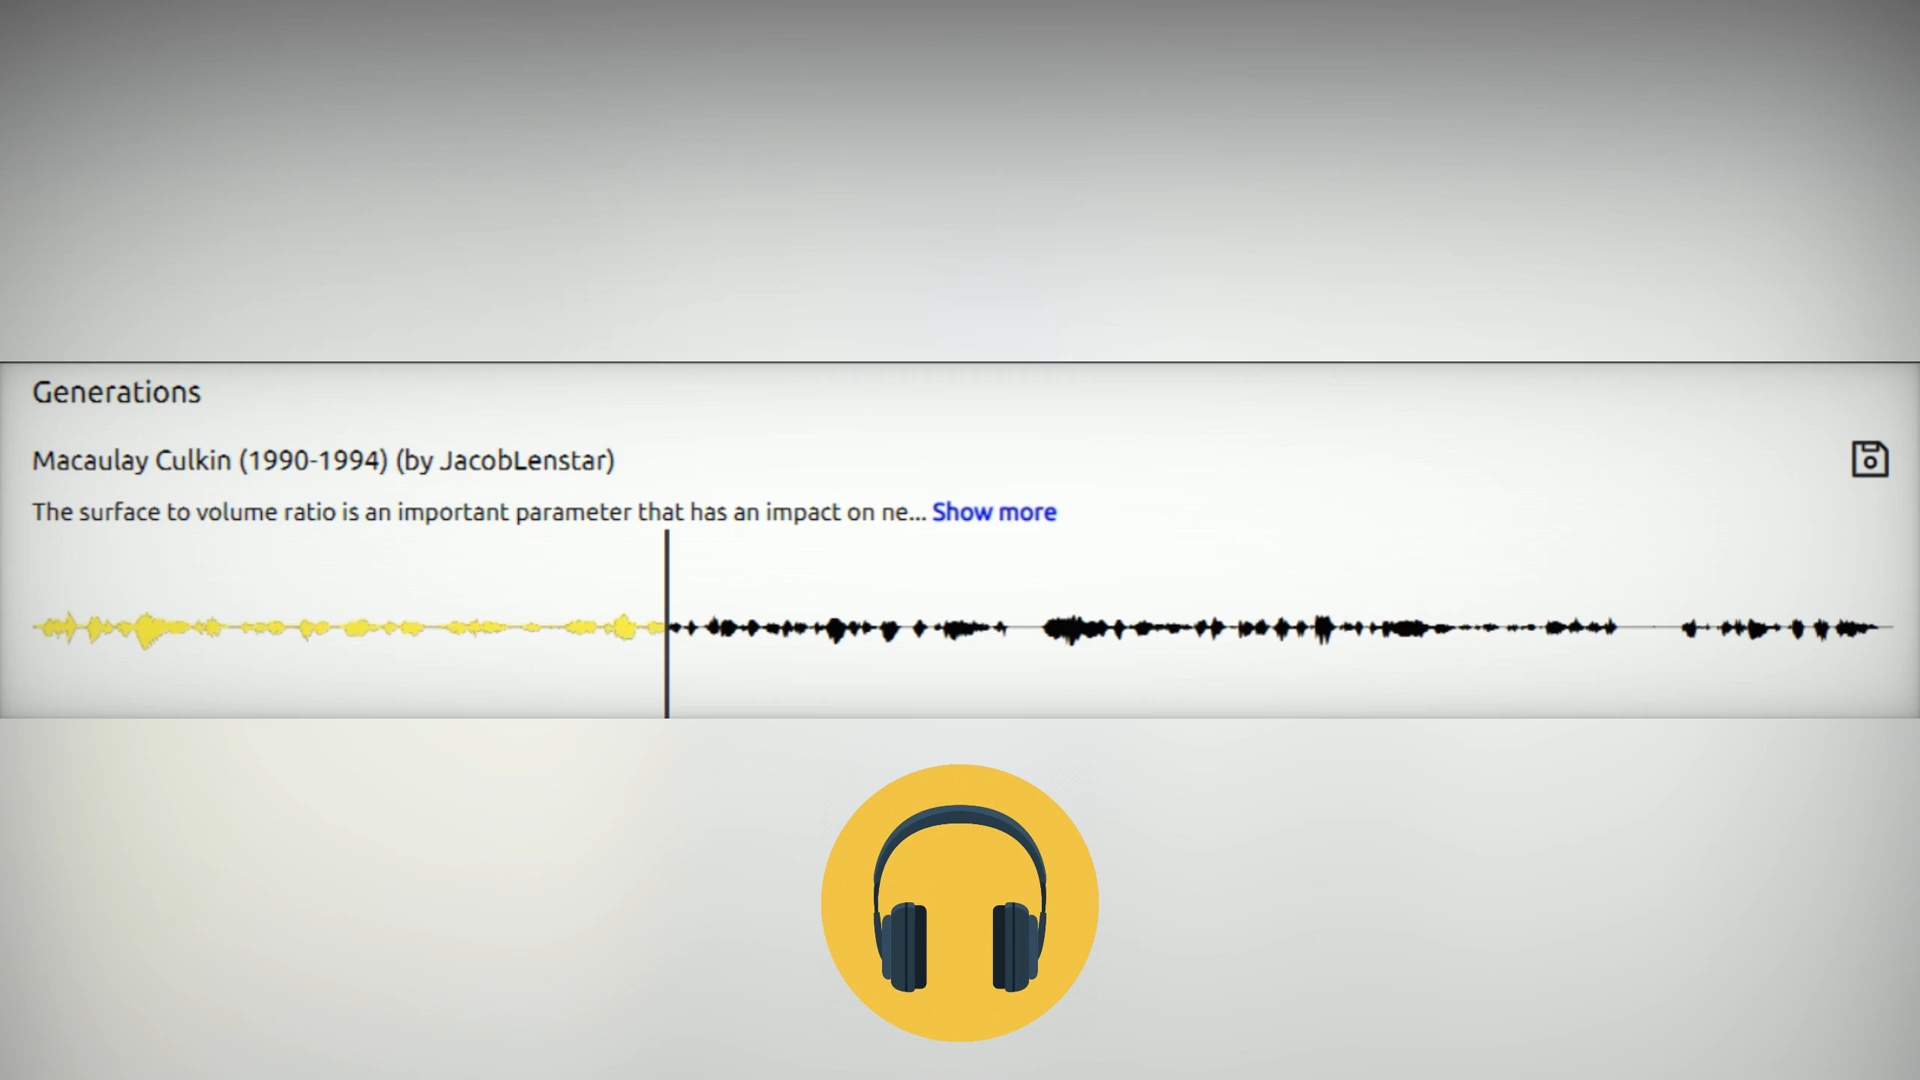 Generations
Macaulay Culkin (1990-1994) (by JacobLenstar)
The surface to volume ratio is an important parameter that has an impact on ne... Show more